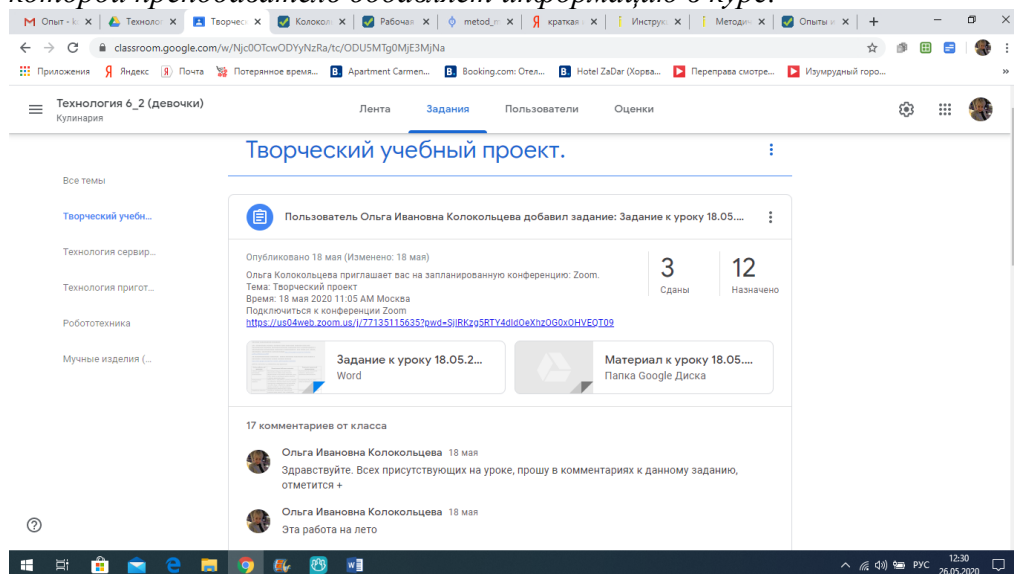 которой преподаватель добавляет информацию о курсе.
Опыт - k
Технолог
Творчес
Колокол
Рабочая
metod_m
краткая
Инструк
Методич
Опыты и
classroom.google.com/w/Njc0OTcwODYyNzRa/tc/ODU5MTg0MjE3MjNa
Приложения
Яндекс
Почта
Потерянное время...
Apartment Carmen...
Booking.com: Отел...
Hotel ZaDar (Хорва...
Переправа смотре...
Изумрудный горо...
Технология 6_2 (девочки)
Кулинария
Лента
Задания
Пользователи
Оценки
Творческий учебный проект.
Все темы
Творческий учебн...
Технология сервир...
Технология пригот...
Робототехника
Мучные изделия (...
Пользователь Ольга Ивановна Колокольцева добавил задание: Задание к уроку 18.05....
Опубликовано 18 мая (Изменено: 18 мая)
Ольга Колокольцева приглашает вас на запланированную конференцию: Zoom.
Тема: Творческий проект
Время: 18 мая 2020 11:05 AM Москва
Подключиться к конференции Zoom
https://us04web.zoom.us/j/77135115635?pwd=SjlRKzg5RTY4dldOeXhzOG0xOHVEQT09
3
Сданы
12
Назначено
Задание к уроку 18.05.2...
Word
Материал к уроку 18.05....
Папка Google Диска
17 комментариев от класса
Ольга Ивановна Колокольцева 18 мая
Здравствуйте. Всех присутствующих на уроке, прошу в комментариях к данному заданию,
отметится +
Ольга Ивановна Колокольцева 18 мая
Эта работа на лето
РУС
12:30
26.05.2020